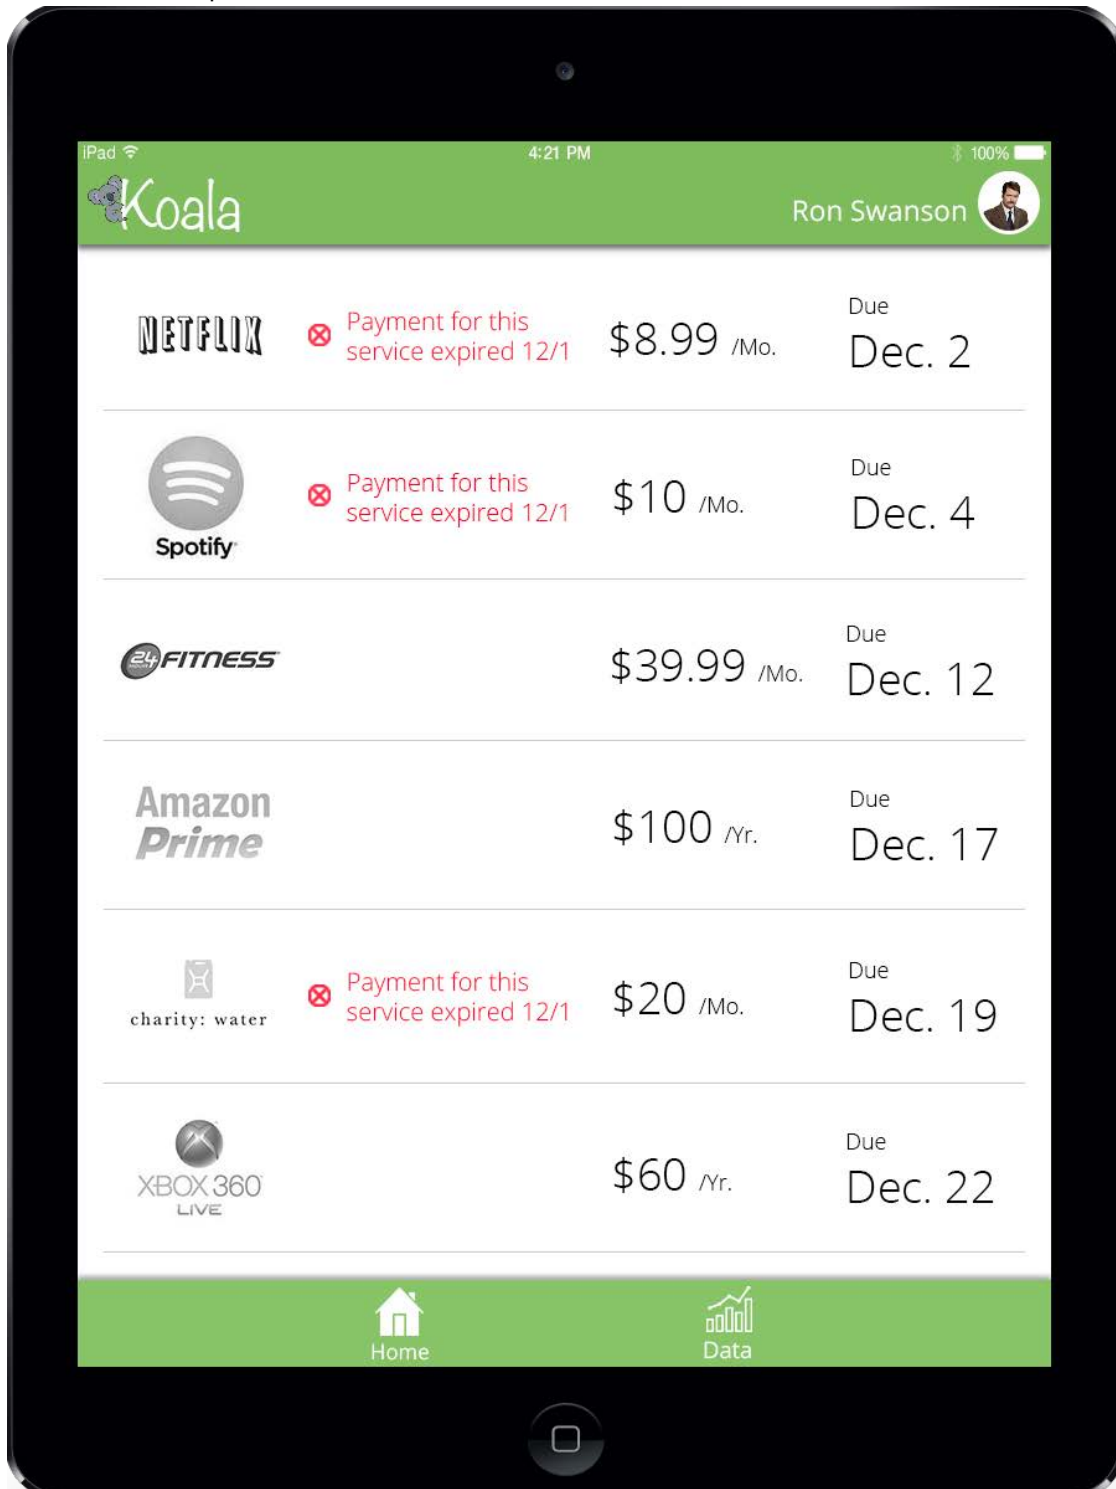 iPad 4:21 PM 100%
Koala Ron Swanson
NETFLIX
Payment for this
service expired 12/1
$8.99 /Mo.
Due
Dec. 2
Spotify
Payment for this
service expired 12/1
$10 /Mo.
Due
Dec. 4
24 FITNESS
$39.99 /Mo.
Due
Dec. 12
Amazon
Prime
$100 /Yr.
Due
Dec. 17
charity: water
Payment for this
service expired 12/1
$20 /Mo.
Due
Dec. 19
XBOX 360
LIVE
$60 /Yr.
Due
Dec. 22
Home
Data